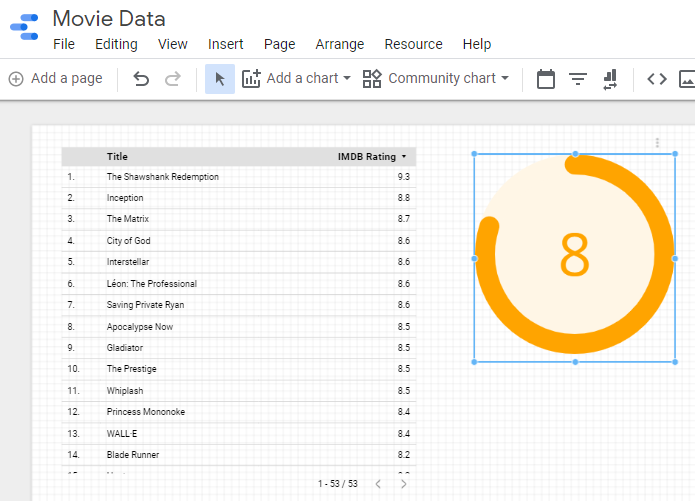 Movie Data
File Editing View Insert Page Arrange Resource Help
Add a page Add a chart Community chart
Title IMDB Rating
1. The Shawshank Redemption 9.3
2. Inception 8.8
3. The Matrix 8.7
4. City of God 8.6
5. Interstellar 8.6
6. Léon: The Professional 8.6
7. Saving Private Ryan 8.6
8. Apocalypse Now 8.5
9. Gladiator 8.5
10. The Prestige 8.5
11. Whiplash 8.5
12. Princess Mononoke 8.4
13. WALL·E 8.4
14. Blade Runner 8.2
1 - 53 / 53
8